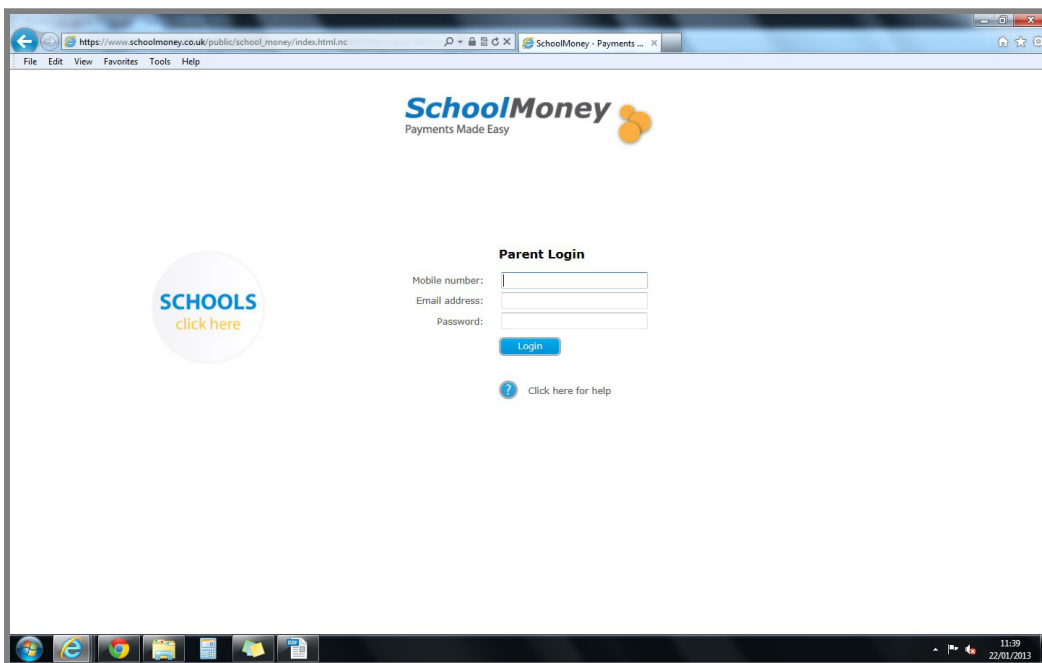 https://www.schoolmoney.co.uk/public/school_money/index.html.nc
SchoolMoney - Payments ...
File Edit View Favorites Tools Help
SchoolMoney
Payments Made Easy
Parent Login
Mobile number:
Email address:
Password:
Login
SCHOOLS
click here
? Click here for help
ODF
11:39
22/01/2013